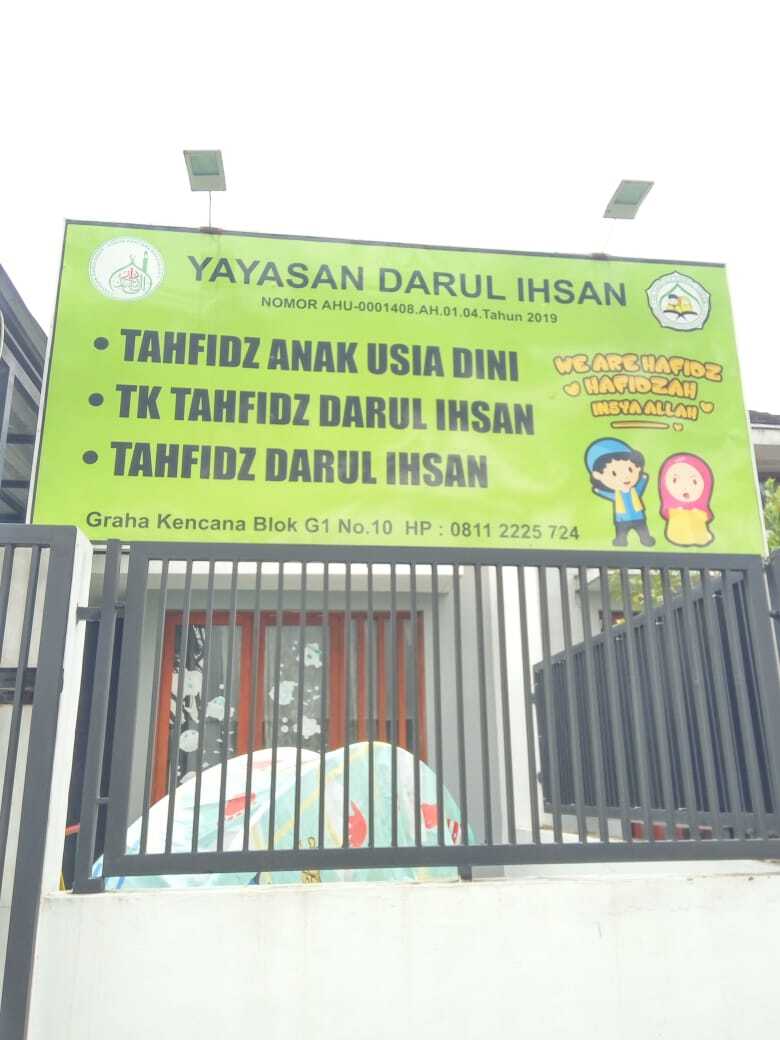 YAYASAN DARUL IHSAN
NOMOR AHU-0001408.AH.01.04.Tahun 2019
• TAHFIDZ ANAK USIA DINI
• TK TAHFIDZ DARUL IHSAN
• TAHFIDZ DARUL IHSAN
WE ARE HAFIDZ
HAFIDZAH
INSYA ALLAH
Graha Kencana Blok G1 No.10 HP : 0811 2225 724